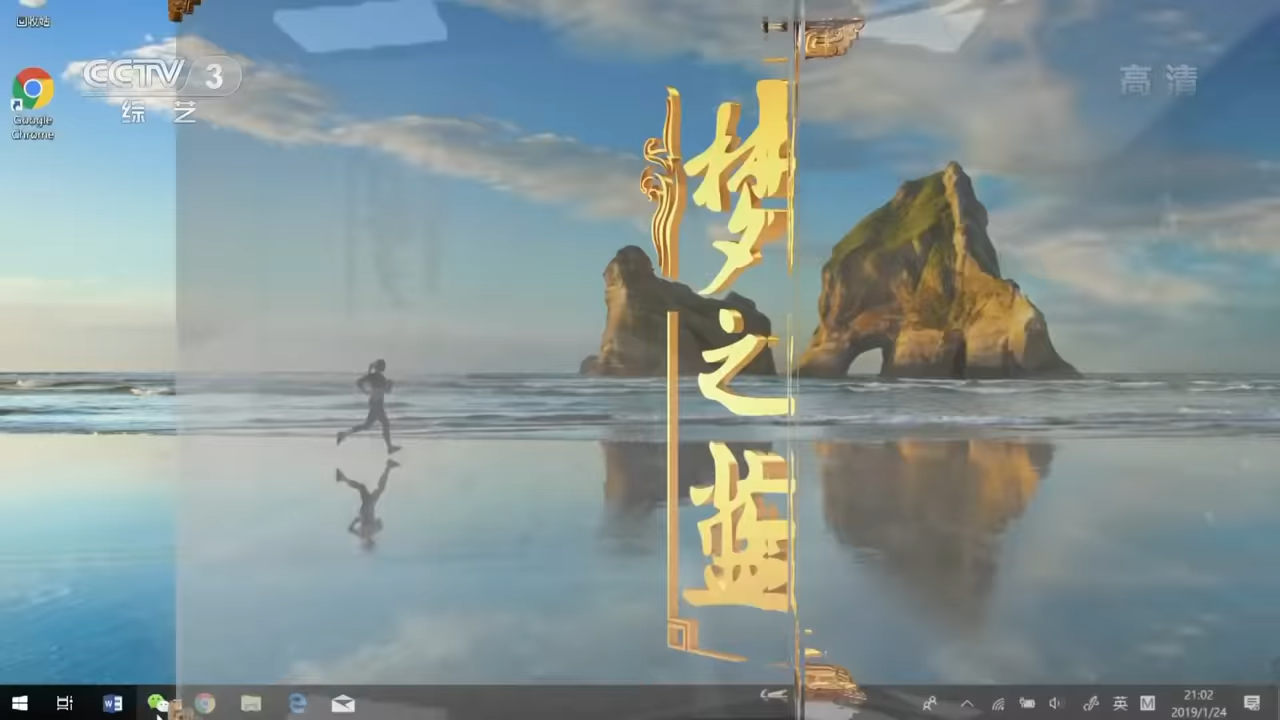 回收站
CCTV 3
综 艺
高 清
Google
Chrome
梦之蓝
W
e
英
M
21:02
2019/1/24